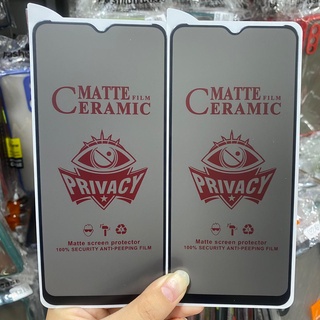 MATTE FILM
CERAMIC
PRIVACY
Matte screen protector
100% SECURITY ANTI-PEEPING FILM
MATTE FILM
CERAMIC
PRIVACY
Matte screen protector
100% SECURITY ANTI-PEEPING FILM